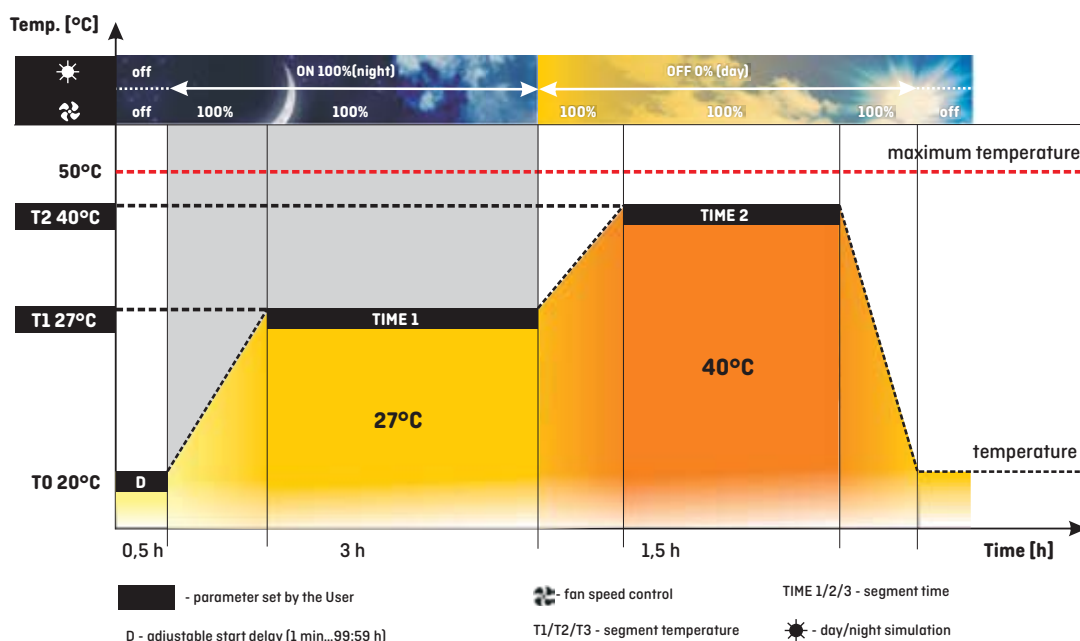 Temp. [°C]
off ON 100%(night) OFF 0% (day)
off 100% 100% 100% 100% 100% off
maximum temperature
50°C
T2 40°C TIME 2
T1 27°C TIME 1
40°C
27°C
temperature
T0 20°C D
0,5 h 3 h 1,5 h Time [h]
- parameter set by the User - fan speed control TIME 1/2/3 - segment time
D - adjustable start delay (1 min...99:59 h) T1/T2/T3 - segment temperature - day/night simulation